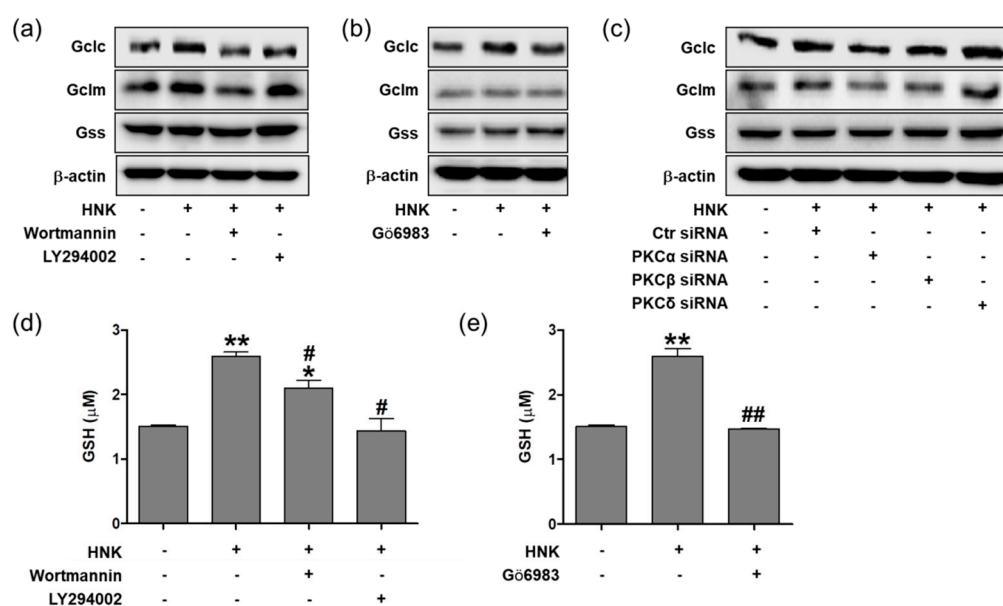 (a)
Gclc
Gclm
Gss
β-actin
HNK - + + +
Wortmannin - - + -
LY294002 - - - +
(b)
Gclc
Gclm
Gss
β-actin
HNK - + +
Gö6983 - - +
(c)
Gclc
Gclm
Gss
β-actin
HNK - + + + +
Ctr siRNA - + - - -
PKCα siRNA - - + - -
PKCβ siRNA - - - + -
PKCδ siRNA - - - - +
(d)
GSH (μM)
3
2
1
0
**
#
*
#
HNK - + + +
Wortmannin - - + -
LY294002 - - - +
(e)
GSH (μM)
3
2
1
0
**
##
HNK - + +
Gö6983 - - +